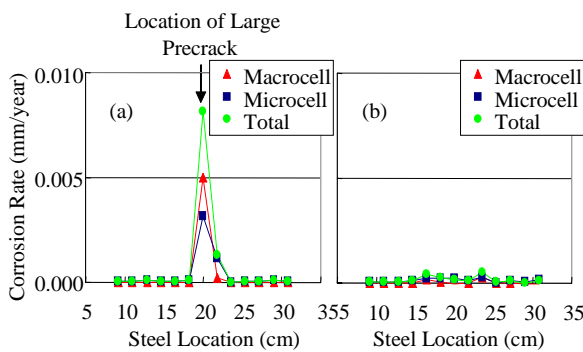 Location of Large
Precrack
Macrocell
Microcell
Total
Macrocell
Microcell
Total
(a)
(b)
Corrosion Rate (mm/year)
0.010
0.005
0.000
5 10 15 20 25 30 35
5 10 15 20 25 30 35
Steel Location (cm)
Steel Location (cm)